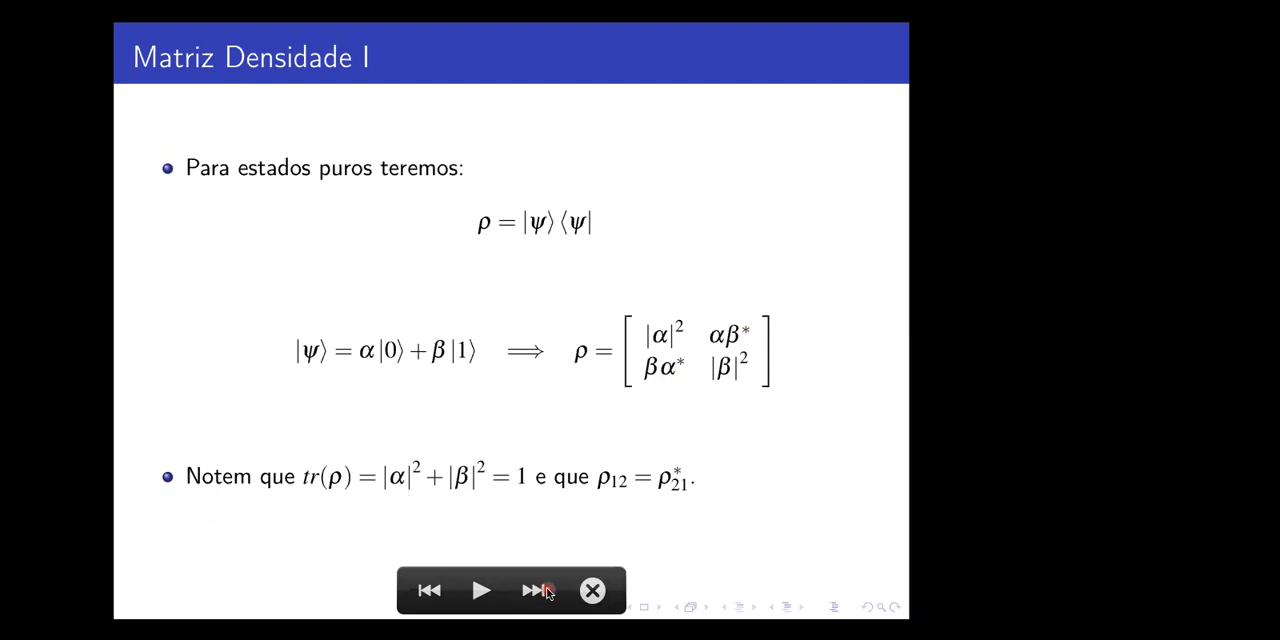 Matriz Densidade I
Para estados puros teremos:
ρ = |ψ⟩ ⟨ψ|
|ψ⟩ = α |0⟩ + β |1⟩ ⟹ ρ = [ |α|² αβ* ; βα* |β|² ]
Notem que tr(ρ) = |α|² + |β|² = 1 e que ρ₁₂ = ρ*₂₁.